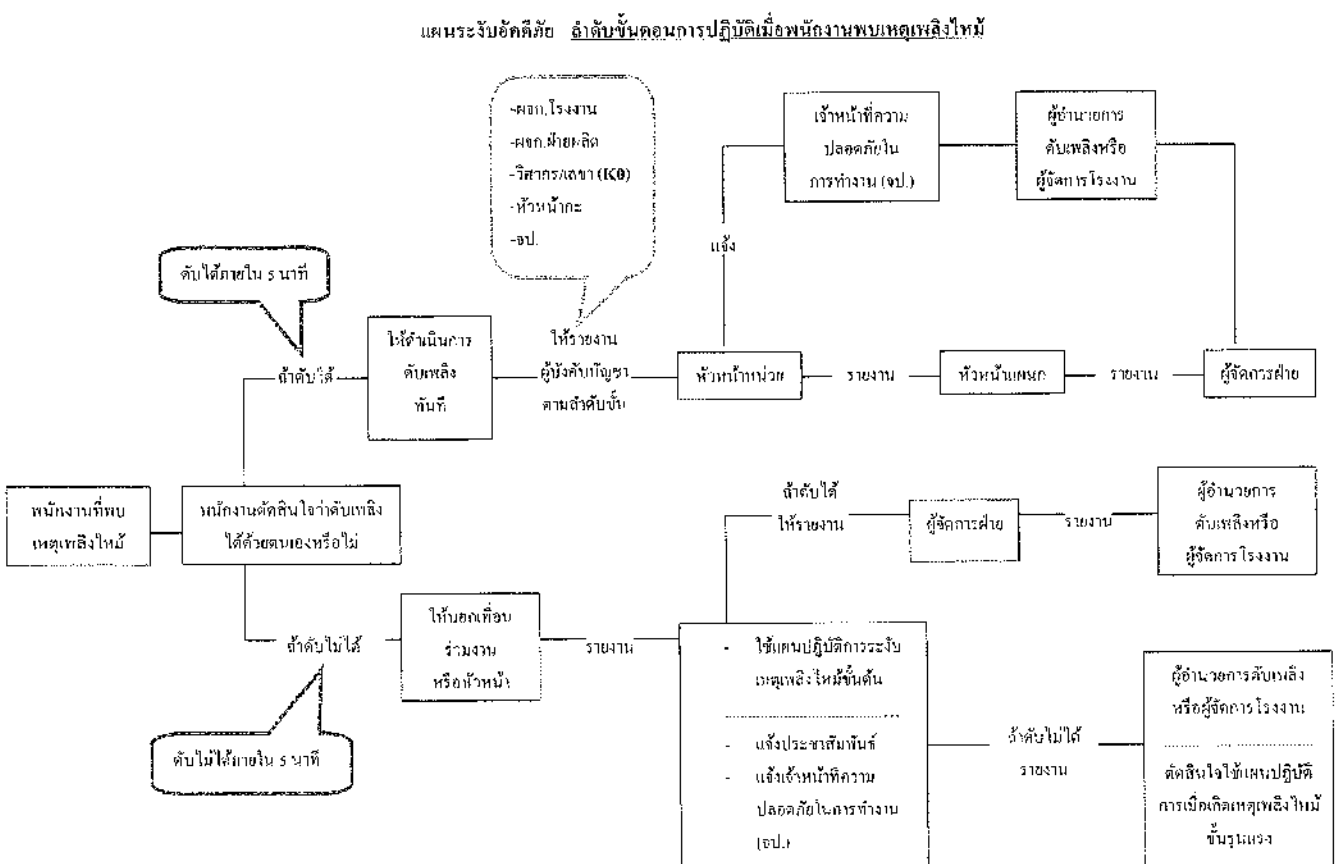 แผนระงับอัคคีภัย ลำดับขั้นตอนการปฏิบัติเมื่อพนักงานพบเหตุเพลิงไหม้
-ผจก.โรงงาน
-ผจก.ฝ่ายผลิต
-วิศวกร/เลขา (K0)
-หัวหน้ากะ
-จป.
เจ้าหน้าที่ความ
ปลอดภัยใน
การทำงาน (จป.)
ผู้อำนวยการ
ดับเพลิงหรือ
ผู้จัดการโรงงาน
แจ้ง
ดับได้ภายใน 5 นาที
ถ้าดับได้
ให้ดำเนินการ
ดับเพลิง
ทันที
ให้รายงาน
ผู้บังคับบัญชา
ตามลำดับขั้น
หัวหน้าหน่วย
รายงาน
หัวหน้าแผนก
รายงาน
ผู้จัดการฝ่าย
พนักงานที่พบ
เหตุเพลิงไหม้
พนักงานตัดสินใจว่าดับเพลิง
ได้ด้วยตนเองหรือไม่
ถ้าดับได้
ให้รายงาน
ผู้จัดการฝ่าย
รายงาน
ผู้อำนวยการ
ดับเพลิงหรือ
ผู้จัดการโรงงาน
ถ้าดับไม่ได้
ให้บอกเพื่อน
ร่วมงาน
หรือหัวหน้า
รายงาน
- ใช้แผนปฏิบัติการระงับ
เหตุเพลิงไหม้ขั้นต้น
- แจ้งประชาสัมพันธ์
- แจ้งเจ้าหน้าที่ความ
ปลอดภัยในการทำงาน
(จป.)
ถ้าดับไม่ได้
รายงาน
ผู้อำนวยการดับเพลิง
หรือผู้จัดการโรงงาน
ตัดสินใจใช้แผนปฏิบัติ
การเมื่อเกิดเหตุเพลิงไหม้
ขั้นรุนแรง
ดับไม่ได้ภายใน 5 นาที